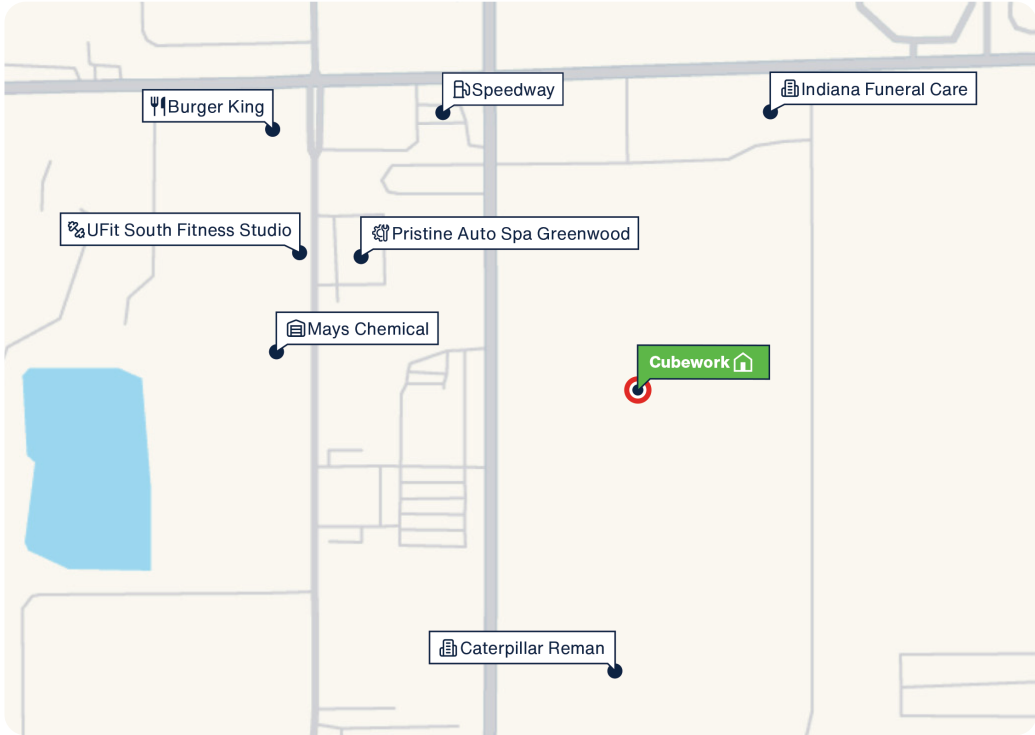 Speedway
Indiana Funeral Care
Burger King
UFit South Fitness Studio
Pristine Auto Spa Greenwood
Mays Chemical
Cubework
Caterpillar Reman